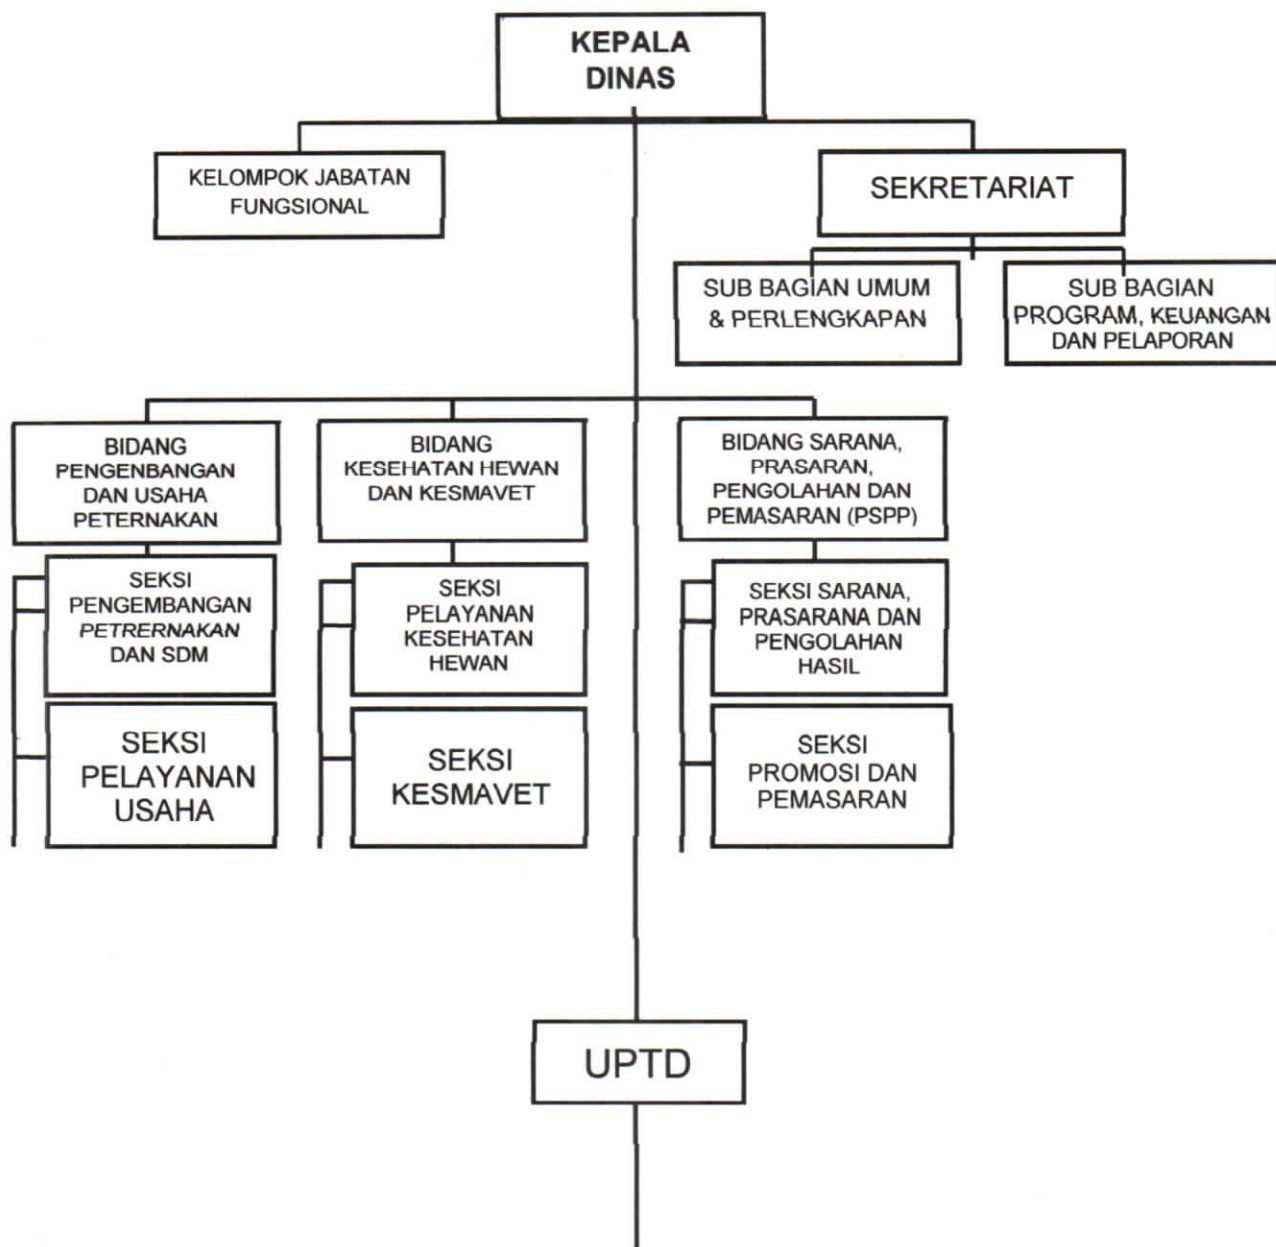 KEPALA
DINAS
KELOMPOK JABATAN
FUNGSIONAL
SEKRETARIAT
SUB BAGIAN UMUM
& PERLENGKAPAN
SUB BAGIAN
PROGRAM, KEUANGAN
DAN PELAPORAN
BIDANG
PENGENBANGAN
DAN USAHA
PETERNAKAN
BIDANG
KESEHATAN HEWAN
DAN KESMAVET
BIDANG SARANA,
PRASARAN,
PENGOLAHAN DAN
PEMASARAN (PSPP)
SEKSI
PENGEMBANGAN
PETRERNAKAN
DAN SDM
SEKSI
PELAYANAN
KESEHATAN
HEWAN
SEKSI SARANA,
PRASARANA DAN
PENGOLAHAN
HASIL
SEKSI
PELAYANAN
USAHA
SEKSI
KESMAVET
SEKSI
PROMOSI DAN
PEMASARAN
UPTD